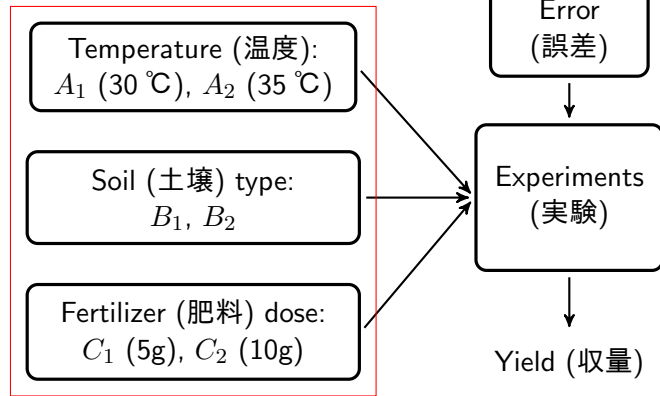 Temperature (温度):
A₁ (30 ℃), A₂ (35 ℃)
Soil (土壌) type:
B₁, B₂
Fertilizer (肥料) dose:
C₁ (5g), C₂ (10g)
Error
(誤差)
Experiments
(実験)
Yield (収量)